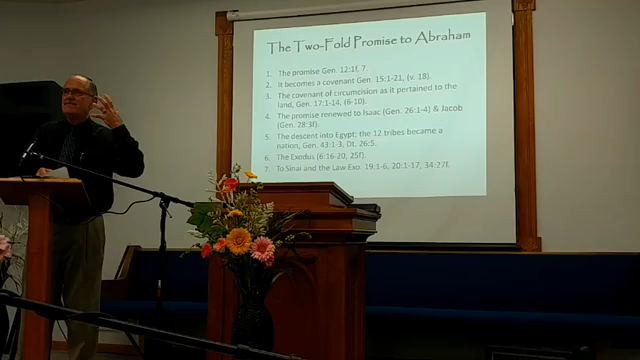 The Two-Fold Promise to Abraham
1. The promise Gen. 12:1f, 7.
2. It becomes a covenant Gen. 15:1-21, (v. 18).
3. The covenant of circumcision as it pertained to the
land, Gen. 17:1-14, (6-10).
4. The promise renewed to Isaac (Gen. 26:1-4) & Jacob
(Gen. 28:3f).
5. The descent into Egypt; the 12 tribes became a
nation, Gen. 43:1-3, Dt. 26:5.
6. The Exodus (6:16-20, 25f).
7. To Sinai and the Law Exo. 19:1-6, 20:1-17, 34:27f.